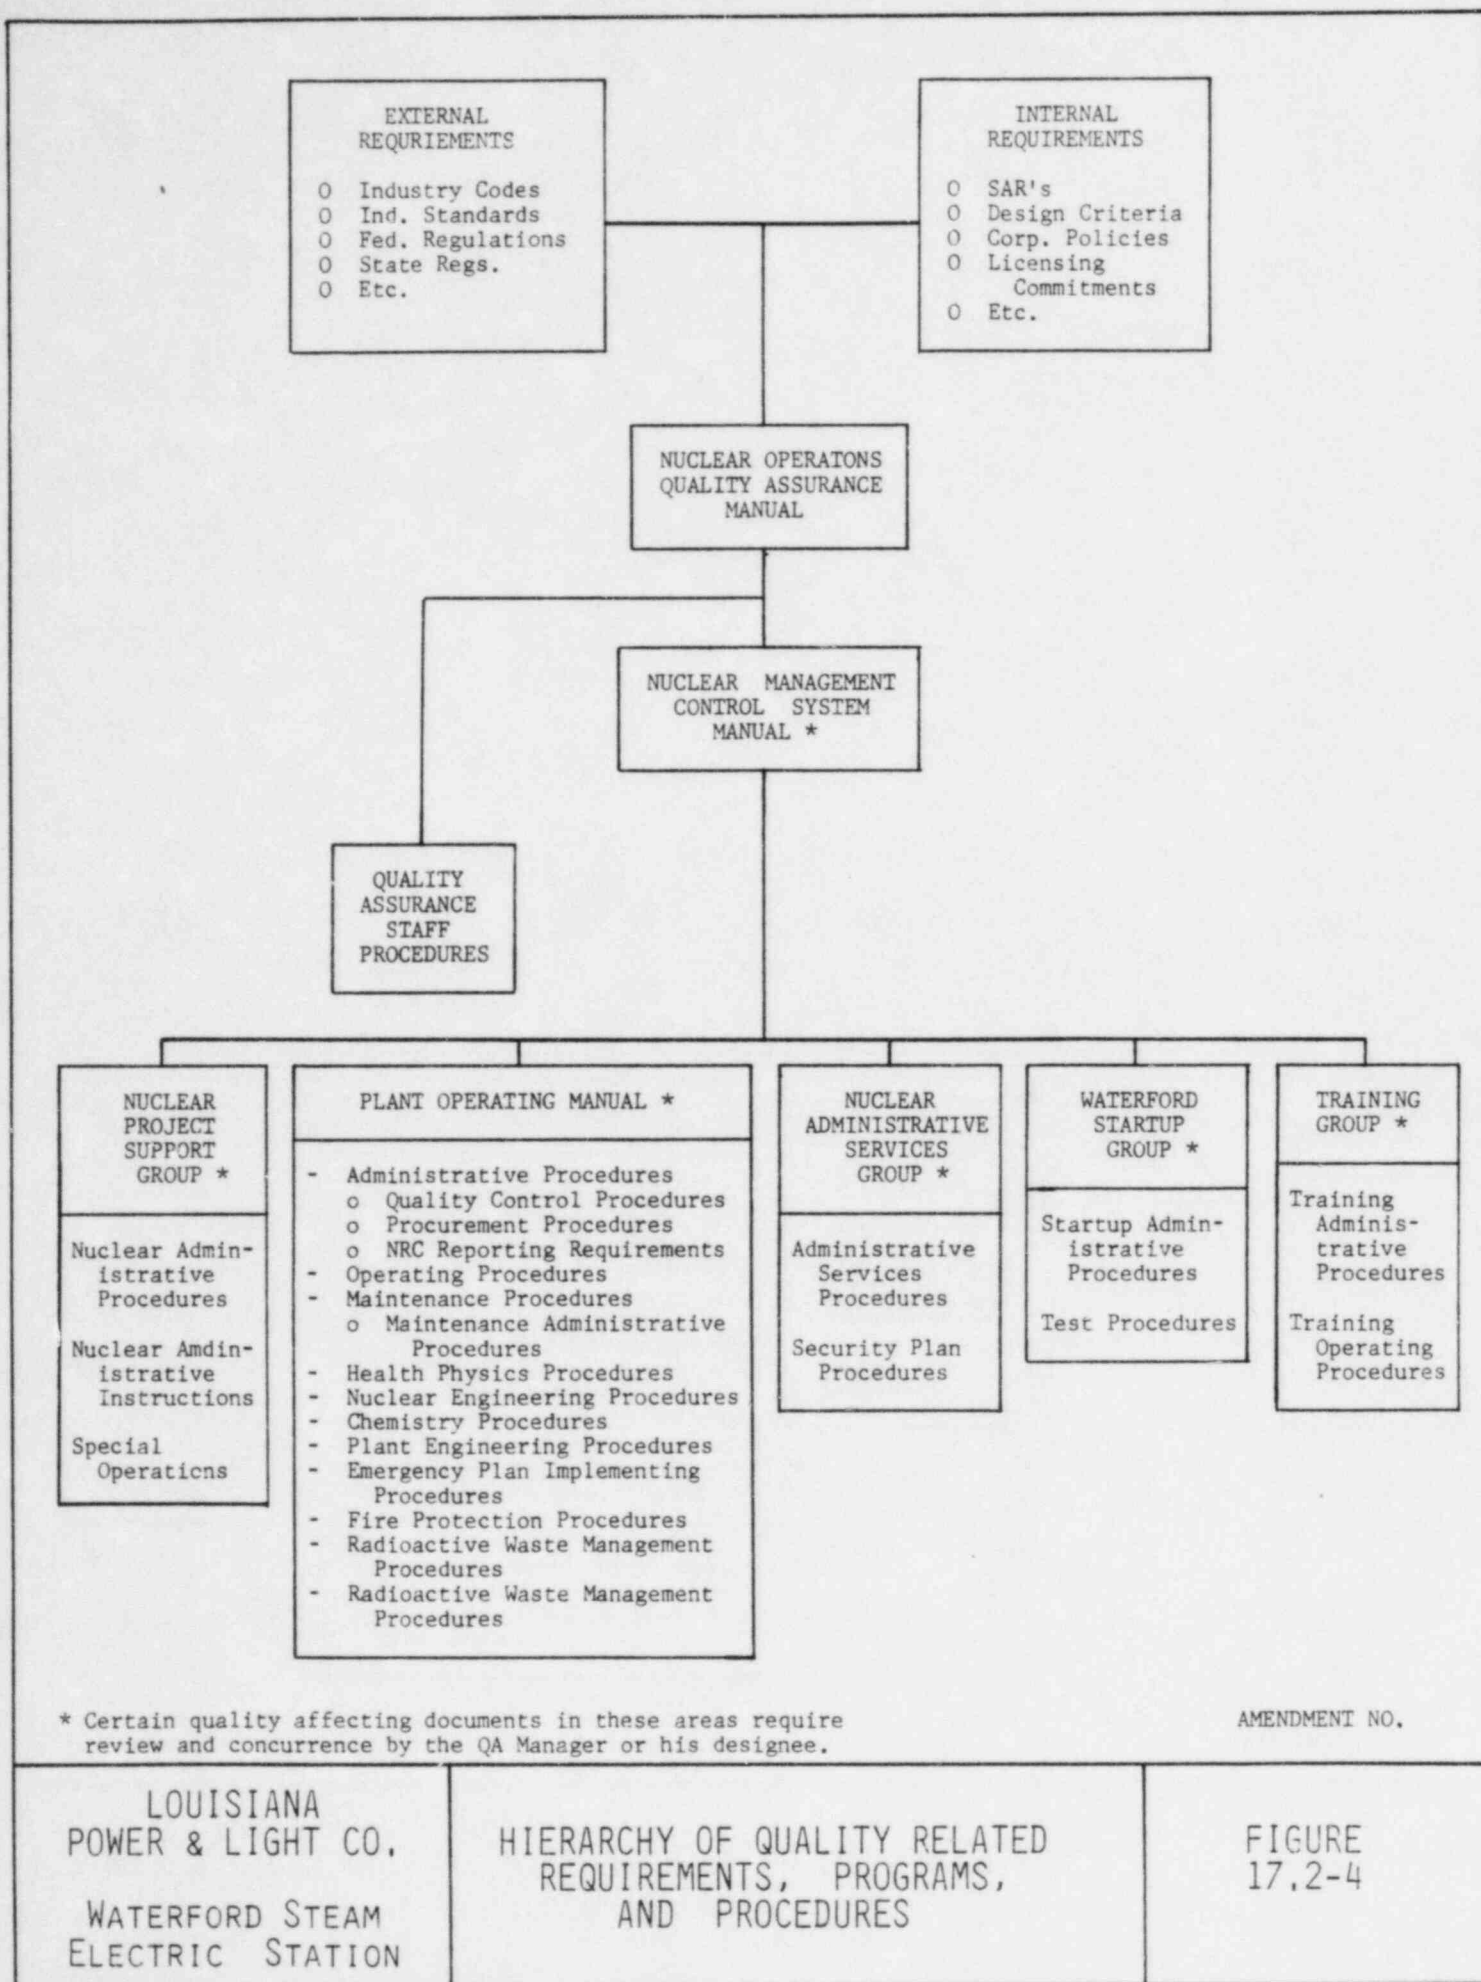 EXTERNAL
REQURIEMENTS
O Industry Codes
O Ind. Standards
O Fed. Regulations
O State Regs.
O Etc.
INTERNAL
REQUIREMENTS
O SAR's
O Design Criteria
O Corp. Policies
O Licensing
Commitments
O Etc.
NUCLEAR OPERATONS
QUALITY ASSURANCE
MANUAL
NUCLEAR MANAGEMENT
CONTROL SYSTEM
MANUAL *
QUALITY
ASSURANCE
STAFF
PROCEDURES
NUCLEAR
PROJECT
SUPPORT
GROUP *
Nuclear Admin-
istrative
Procedures
Nuclear Amdin-
istrative
Instructions
Special
Operations
PLANT OPERATING MANUAL *
- Administrative Procedures
o Quality Control Procedures
o Procurement Procedures
o NRC Reporting Requirements
- Operating Procedures
- Maintenance Procedures
o Maintenance Administrative
Procedures
- Health Physics Procedures
- Nuclear Engineering Procedures
- Chemistry Procedures
- Plant Engineering Procedures
- Emergency Plan Implementing
Procedures
- Fire Protection Procedures
- Radioactive Waste Management
Procedures
- Radioactive Waste Management
Procedures
NUCLEAR
ADMINISTRATIVE
SERVICES
GROUP *
Administrative
Services
Procedures
Security Plan
Procedures
WATERFORD
STARTUP
GROUP *
Startup Admin-
istrative
Procedures
Test Procedures
TRAINING
GROUP *
Training
Adminis-
trative
Procedures
Training
Operating
Procedures
* Certain quality affecting documents in these areas require
review and concurrence by the QA Manager or his designee.
AMENDMENT NO.
LOUISIANA
POWER & LIGHT CO.
WATERFORD STEAM
ELECTRIC STATION
HIERARCHY OF QUALITY RELATED
REQUIREMENTS, PROGRAMS,
AND PROCEDURES
FIGURE
17.2-4